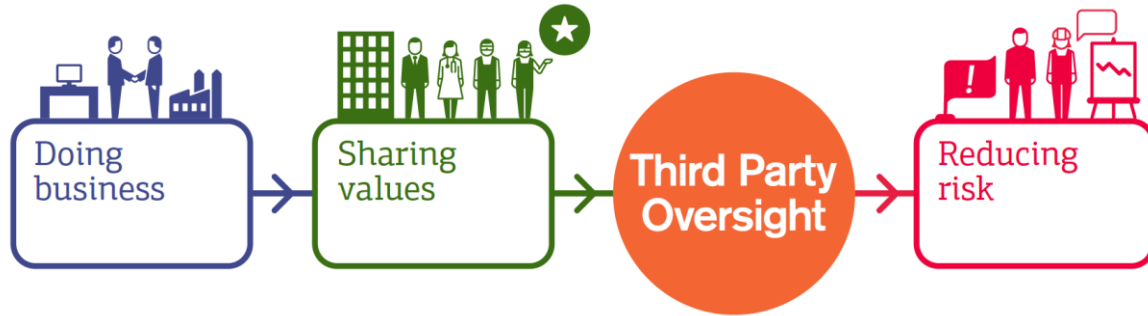 Doing
business
Sharing
values
Third Party
Oversight
Reducing
risk